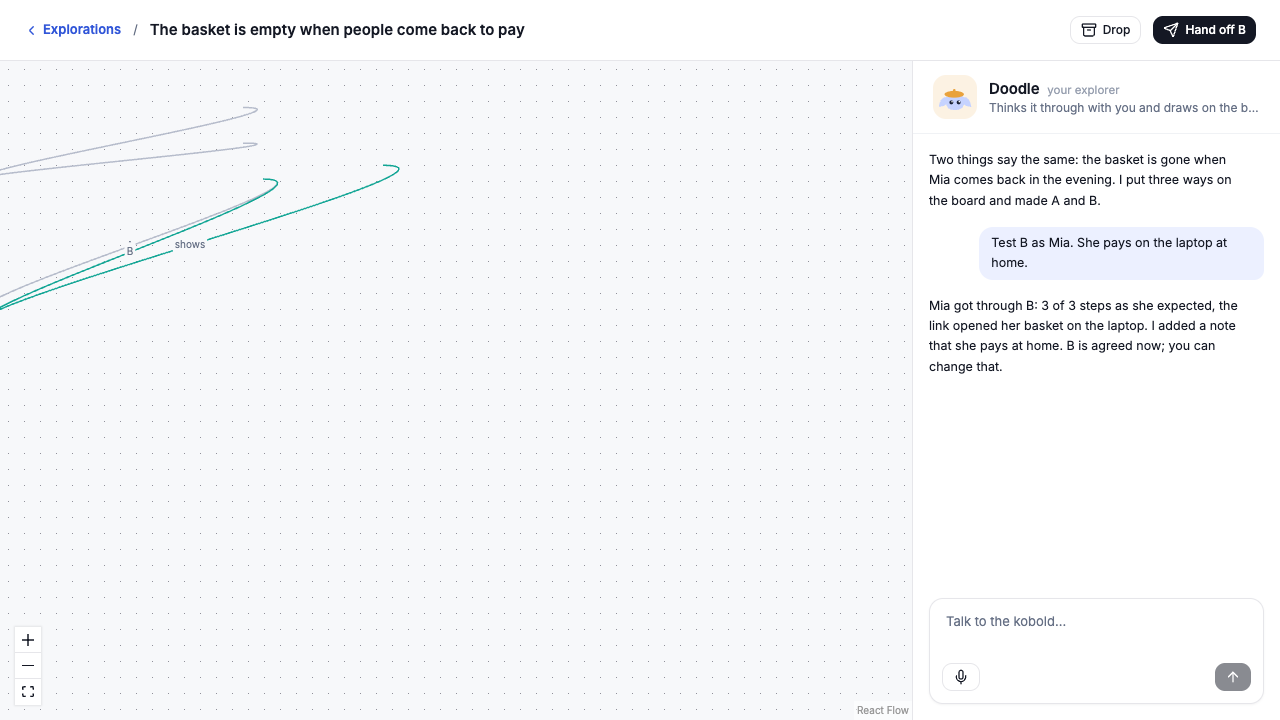 Explorations / The basket is empty when people come back to pay
Drop
Hand off B
Doodle your explorer
Thinks it through with you and draws on the b...
Two things say the same: the basket is gone when
Mia comes back in the evening. I put three ways on
the board and made A and B.
Test B as Mia. She pays on the laptop at
home.
Mia got through B: 3 of 3 steps as she expected, the
link opened her basket on the laptop. I added a note
that she pays at home. B is agreed now; you can
change that.
B
shows
Talk to the kobold...
React Flow